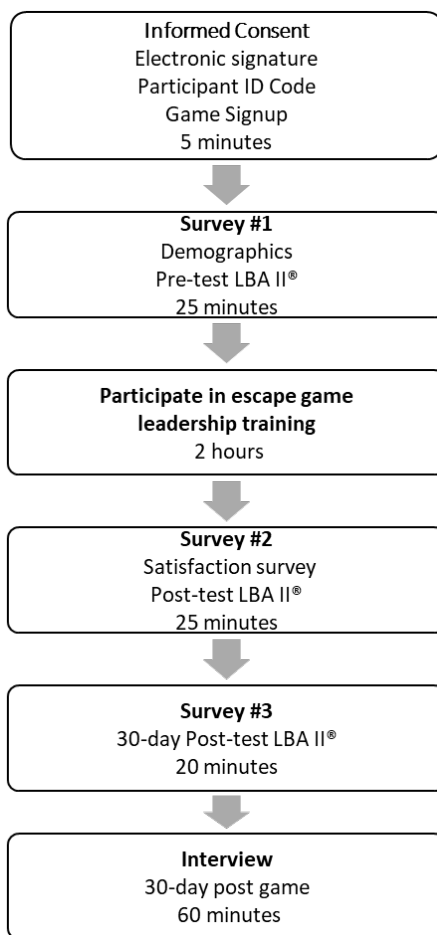 Informed Consent
Electronic signature
Participant ID Code
Game Signup
5 minutes
Survey #1
Demographics
Pre-test LBA II®
25 minutes
Participate in escape game
leadership training
2 hours
Survey #2
Satisfaction survey
Post-test LBA II®
25 minutes
Survey #3
30-day Post-test LBA II®
20 minutes
Interview
30-day post game
60 minutes